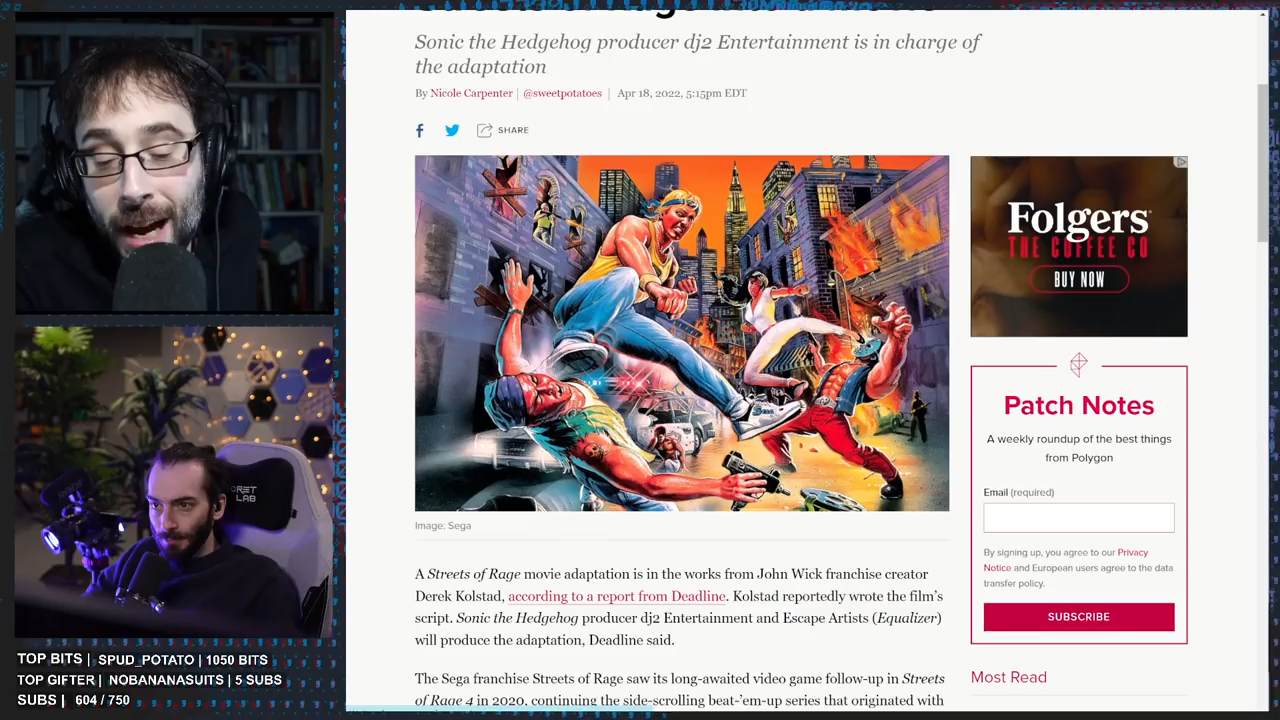 Sonic the Hedgehog producer dj2 Entertainment is in charge of
the adaptation
By Nicole Carpenter | @sweetpotatoes | Apr 18, 2022, 5:15pm EDT
SHARE
Image: Sega
A Streets of Rage movie adaptation is in the works from John Wick franchise creator
Derek Kolstad, according to a report from Deadline. Kolstad reportedly wrote the film's
script. Sonic the Hedgehog producer dj2 Entertainment and Escape Artists (Equalizer)
will produce the adaptation, Deadline said.
The Sega franchise Streets of Rage saw its long-awaited video game follow-up in Streets
of Rage 4 in 2020, continuing the side-scrolling beat-'em-up series that originated with
Folgers
THE COFFEE CO
BUY NOW
Patch Notes
A weekly roundup of the best things
from Polygon
Email (required)
By signing up, you agree to our Privacy
Notice and European users agree to the data
transfer policy.
SUBSCRIBE
Most Read
TOP BITS | SPUD_POTATO | 1050 BITS
TOP GIFTER | NOBANANASUITS | 5 SUBS
SUBS | 604 / 750